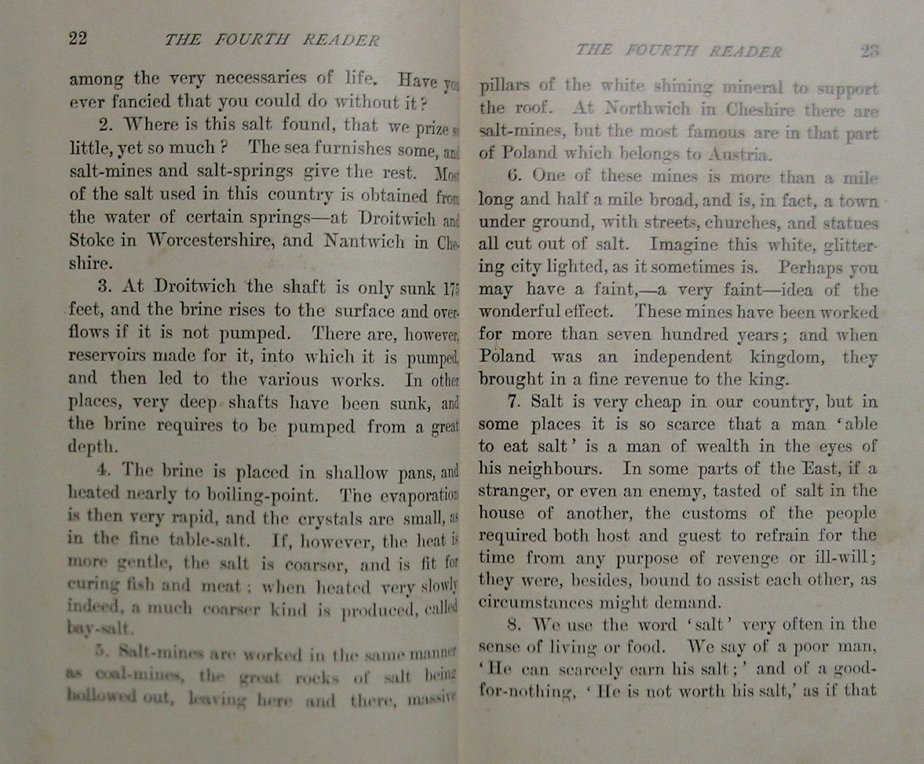 22 THE FOURTH READER
among the very necessaries of life. Have you
ever fancied that you could do without it?
2. Where is this salt found, that we prize so
little, yet so much? The sea furnishes some, and
salt-mines and salt-springs give the rest. Most
of the salt used in this country is obtained from
the water of certain springs—at Droitwich and
Stoke in Worcestershire, and Nantwich in Che-
shire.
3. At Droitwich the shaft is only sunk 175
feet, and the brine rises to the surface and over-
flows if it is not pumped. There are, however,
reservoirs made for it, into which it is pumped,
and then led to the various works. In other
places, very deep shafts have been sunk, and
the brine requires to be pumped from a great
depth.
4. The brine is placed in shallow pans, and
heated nearly to boiling-point. The evaporation
is then very rapid, and the crystals are small, as
in the fine table-salt. If, however, the heat is
more gentle, the salt is coarser, and is fit for
curing fish and meat; when heated very slowly
indeed, a much coarser kind is produced, called
bay-salt.
5. Salt-mines are worked in the same manner
as coal-mines, the great rocks of salt being
hollowed out, leaving here and there, massive
THE FOURTH READER 23
pillars of the white shining mineral to support
the roof. At Northwich in Cheshire there are
salt-mines, but the most famous are in that part
of Poland which belongs to Austria.
6. One of these mines is more than a mile
long and half a mile broad, and is, in fact, a town
under ground, with streets, churches, and statues
all cut out of salt. Imagine this white, glitter-
ing city lighted, as it sometimes is. Perhaps you
may have a faint,—a very faint—idea of the
wonderful effect. These mines have been worked
for more than seven hundred years; and when
Poland was an independent kingdom, they
brought in a fine revenue to the king.
7. Salt is very cheap in our country, but in
some places it is so scarce that a man ‘able
to eat salt’ is a man of wealth in the eyes of
his neighbours. In some parts of the East, if a
stranger, or even an enemy, tasted of salt in the
house of another, the customs of the people
required both host and guest to refrain for the
time from any purpose of revenge or ill-will;
they were, besides, bound to assist each other, as
circumstances might demand.
8. We use the word ‘salt’ very often in the
sense of living or food. We say of a poor man,
‘He can scarcely earn his salt;’ and of a good-
for-nothing, ‘He is not worth his salt,’ as if that